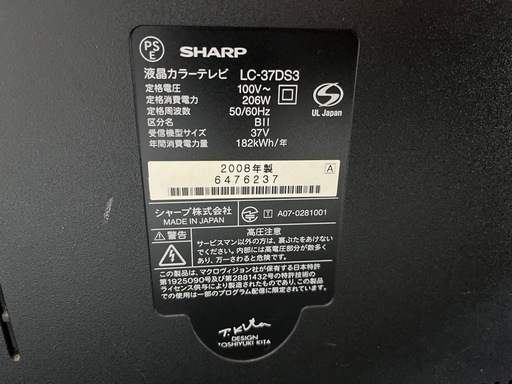 PS
E
SHARP
液晶カラーテレビ LC-37DS3
定格電圧 100V～
定格消費電力 206W
定格周波数 50/60Hz
区分名 BII
受信機型サイズ 37V
年間消費電力量 182kWh/年
UL Japan
2008年製
6476237
A
シャープ株式会社
MADE IN JAPAN
T A07-0281001
高圧注意
サービスマン以外の方は、裏ぶたをあけない
でください。内部には高電圧部分が数多く
あり、万一さわると危険です。
この製品は、マクロヴィジョン社が保有する日本特許
第1925090号及び第2881432号の特許
ライセンス供与により製造されたものであり、この製品
での使用は一部のプログラム配信に限定されています。
T.Kita
DESIGN
TOSHIYUKI KITA